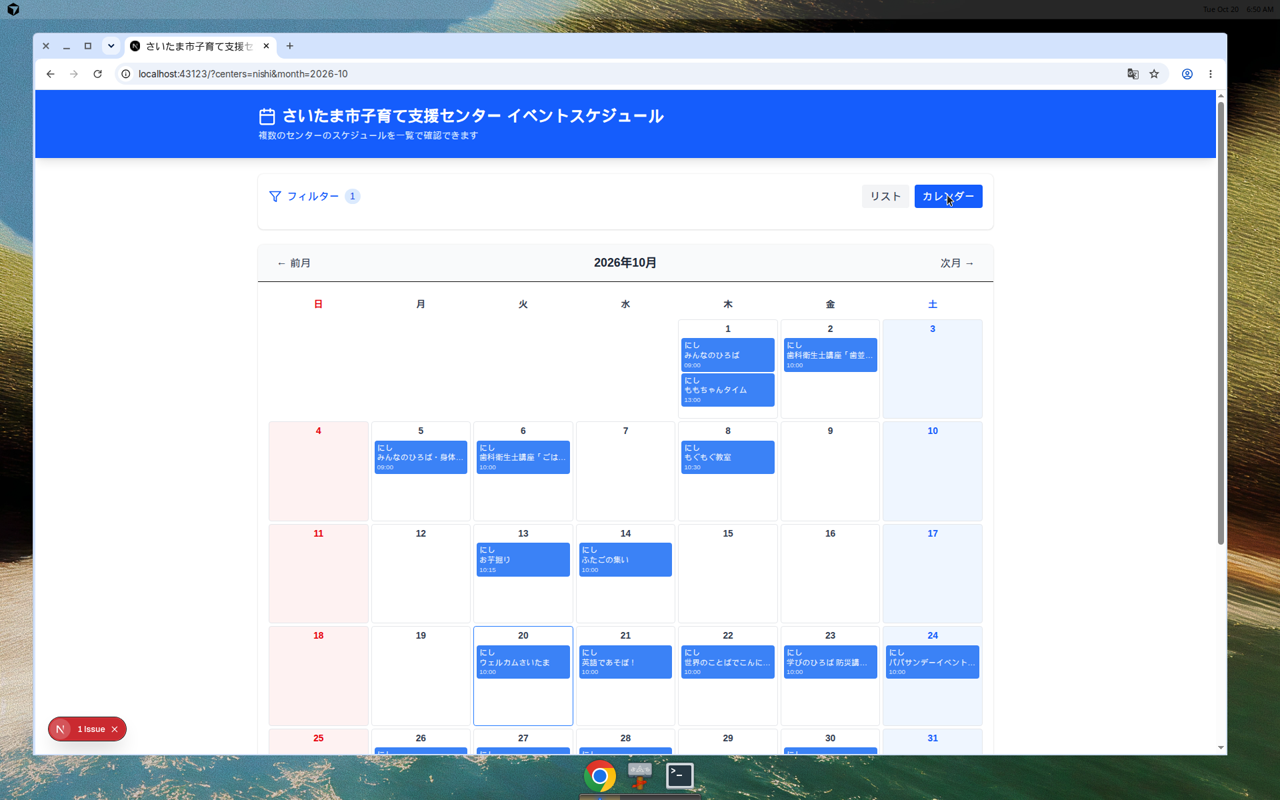 Tue Oct 20 6:50 AM
さいたま市子育て支援セ
localhost:43123/?centers=nishi&month=2026-10
さいたま市子育て支援センター イベントスケジュール
複数のセンターのスケジュールを一覧で確認できます
フィルター 1
リスト カレンダー
← 前月 2026年10月 次月 →
日 月 火 水 木 金 土
1 2 3
にし
みんなのひろば
09:00
にし
ももちゃんタイム
13:00
にし
歯科衛生士講座「歯並...
10:00
4 5 6 7 8 9 10
にし
みんなのひろば・身体...
09:00
にし
歯科衛生士講座「ごは...
10:00
にし
もぐもぐ教室
10:30
11 12 13 14 15 16 17
にし
お芋掘り
10:15
にし
ふたごの集い
10:00
18 19 20 21 22 23 24
にし
ウェルカムさいたま
10:00
にし
英語であそぼ！
10:00
にし
世界のことばでこんに...
10:00
にし
学びのひろば 防災講...
10:00
にし
パパサンデーイベント...
10:00
25 26 27 28 29 30 31
N 1 Issue